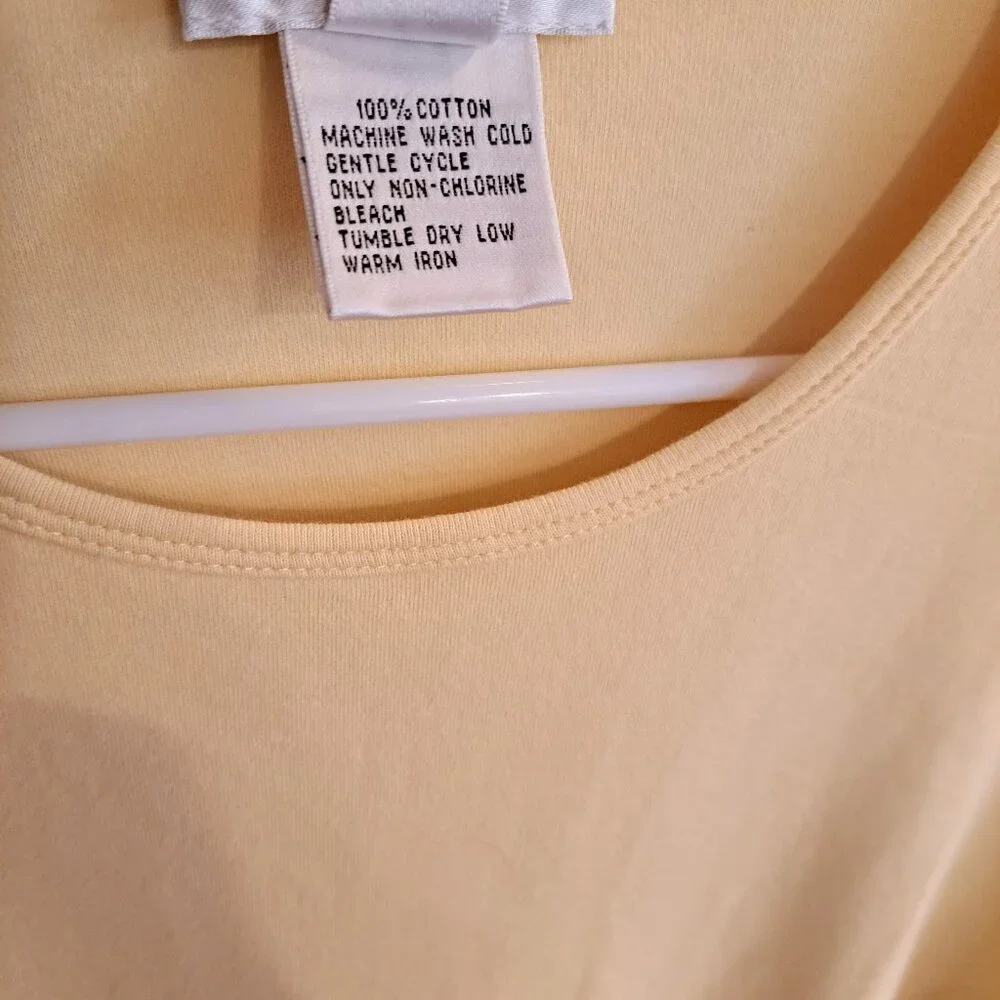 100% COTTON
MACHINE WASH COLD
GENTLE CYCLE
ONLY NON-CHLORINE
BLEACH
TUMBLE DRY LOW
WARM IRON